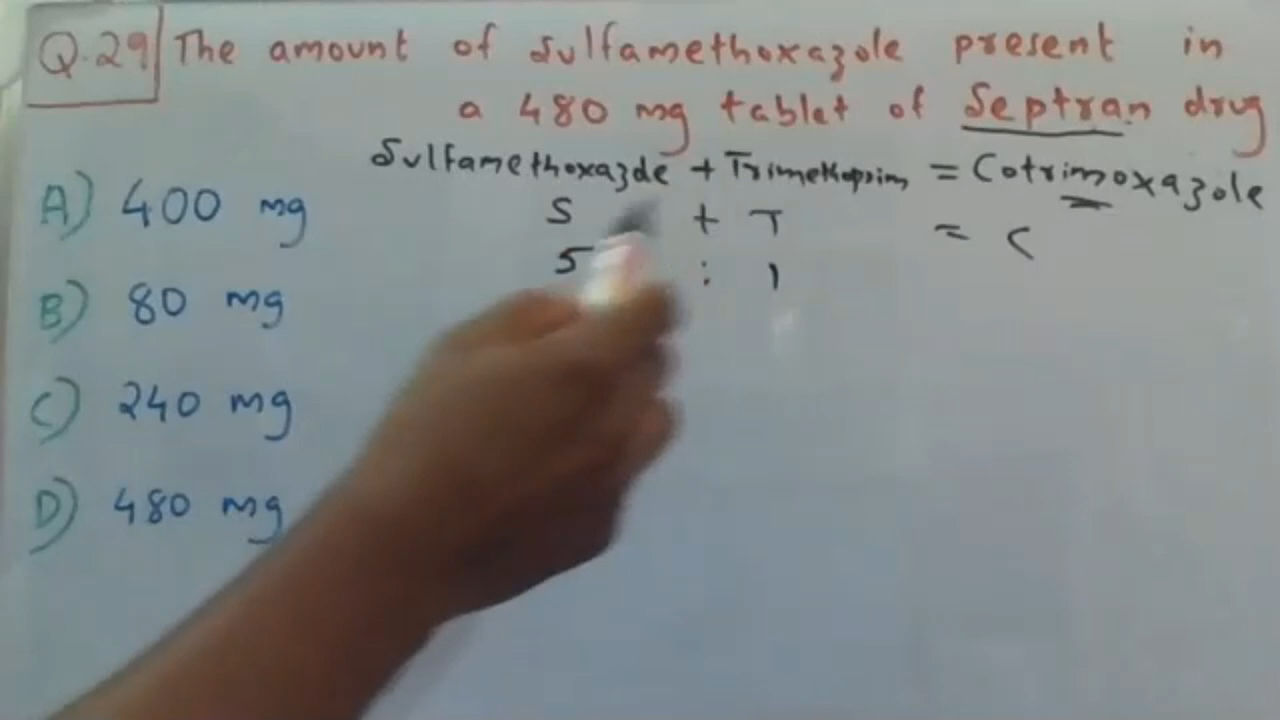 Q.29 The amount of sulfamethoxazole present in
a 480 mg tablet of Septran drug
Sulfamethoxazole + Trimethoprim = Cotrimoxazole
A) 400 mg
S + T = C
5 : 1
B) 80 mg
C) 240 mg
D) 480 mg